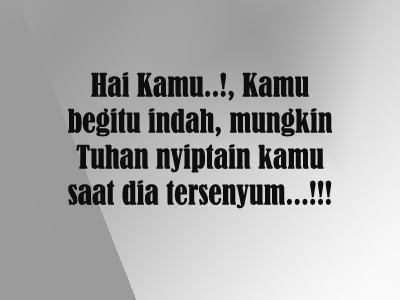 Hai Kamu..!, Kamu
begitu indah, mungkin
Tuhan nyiptain kamu
saat dia tersenyum...!!!